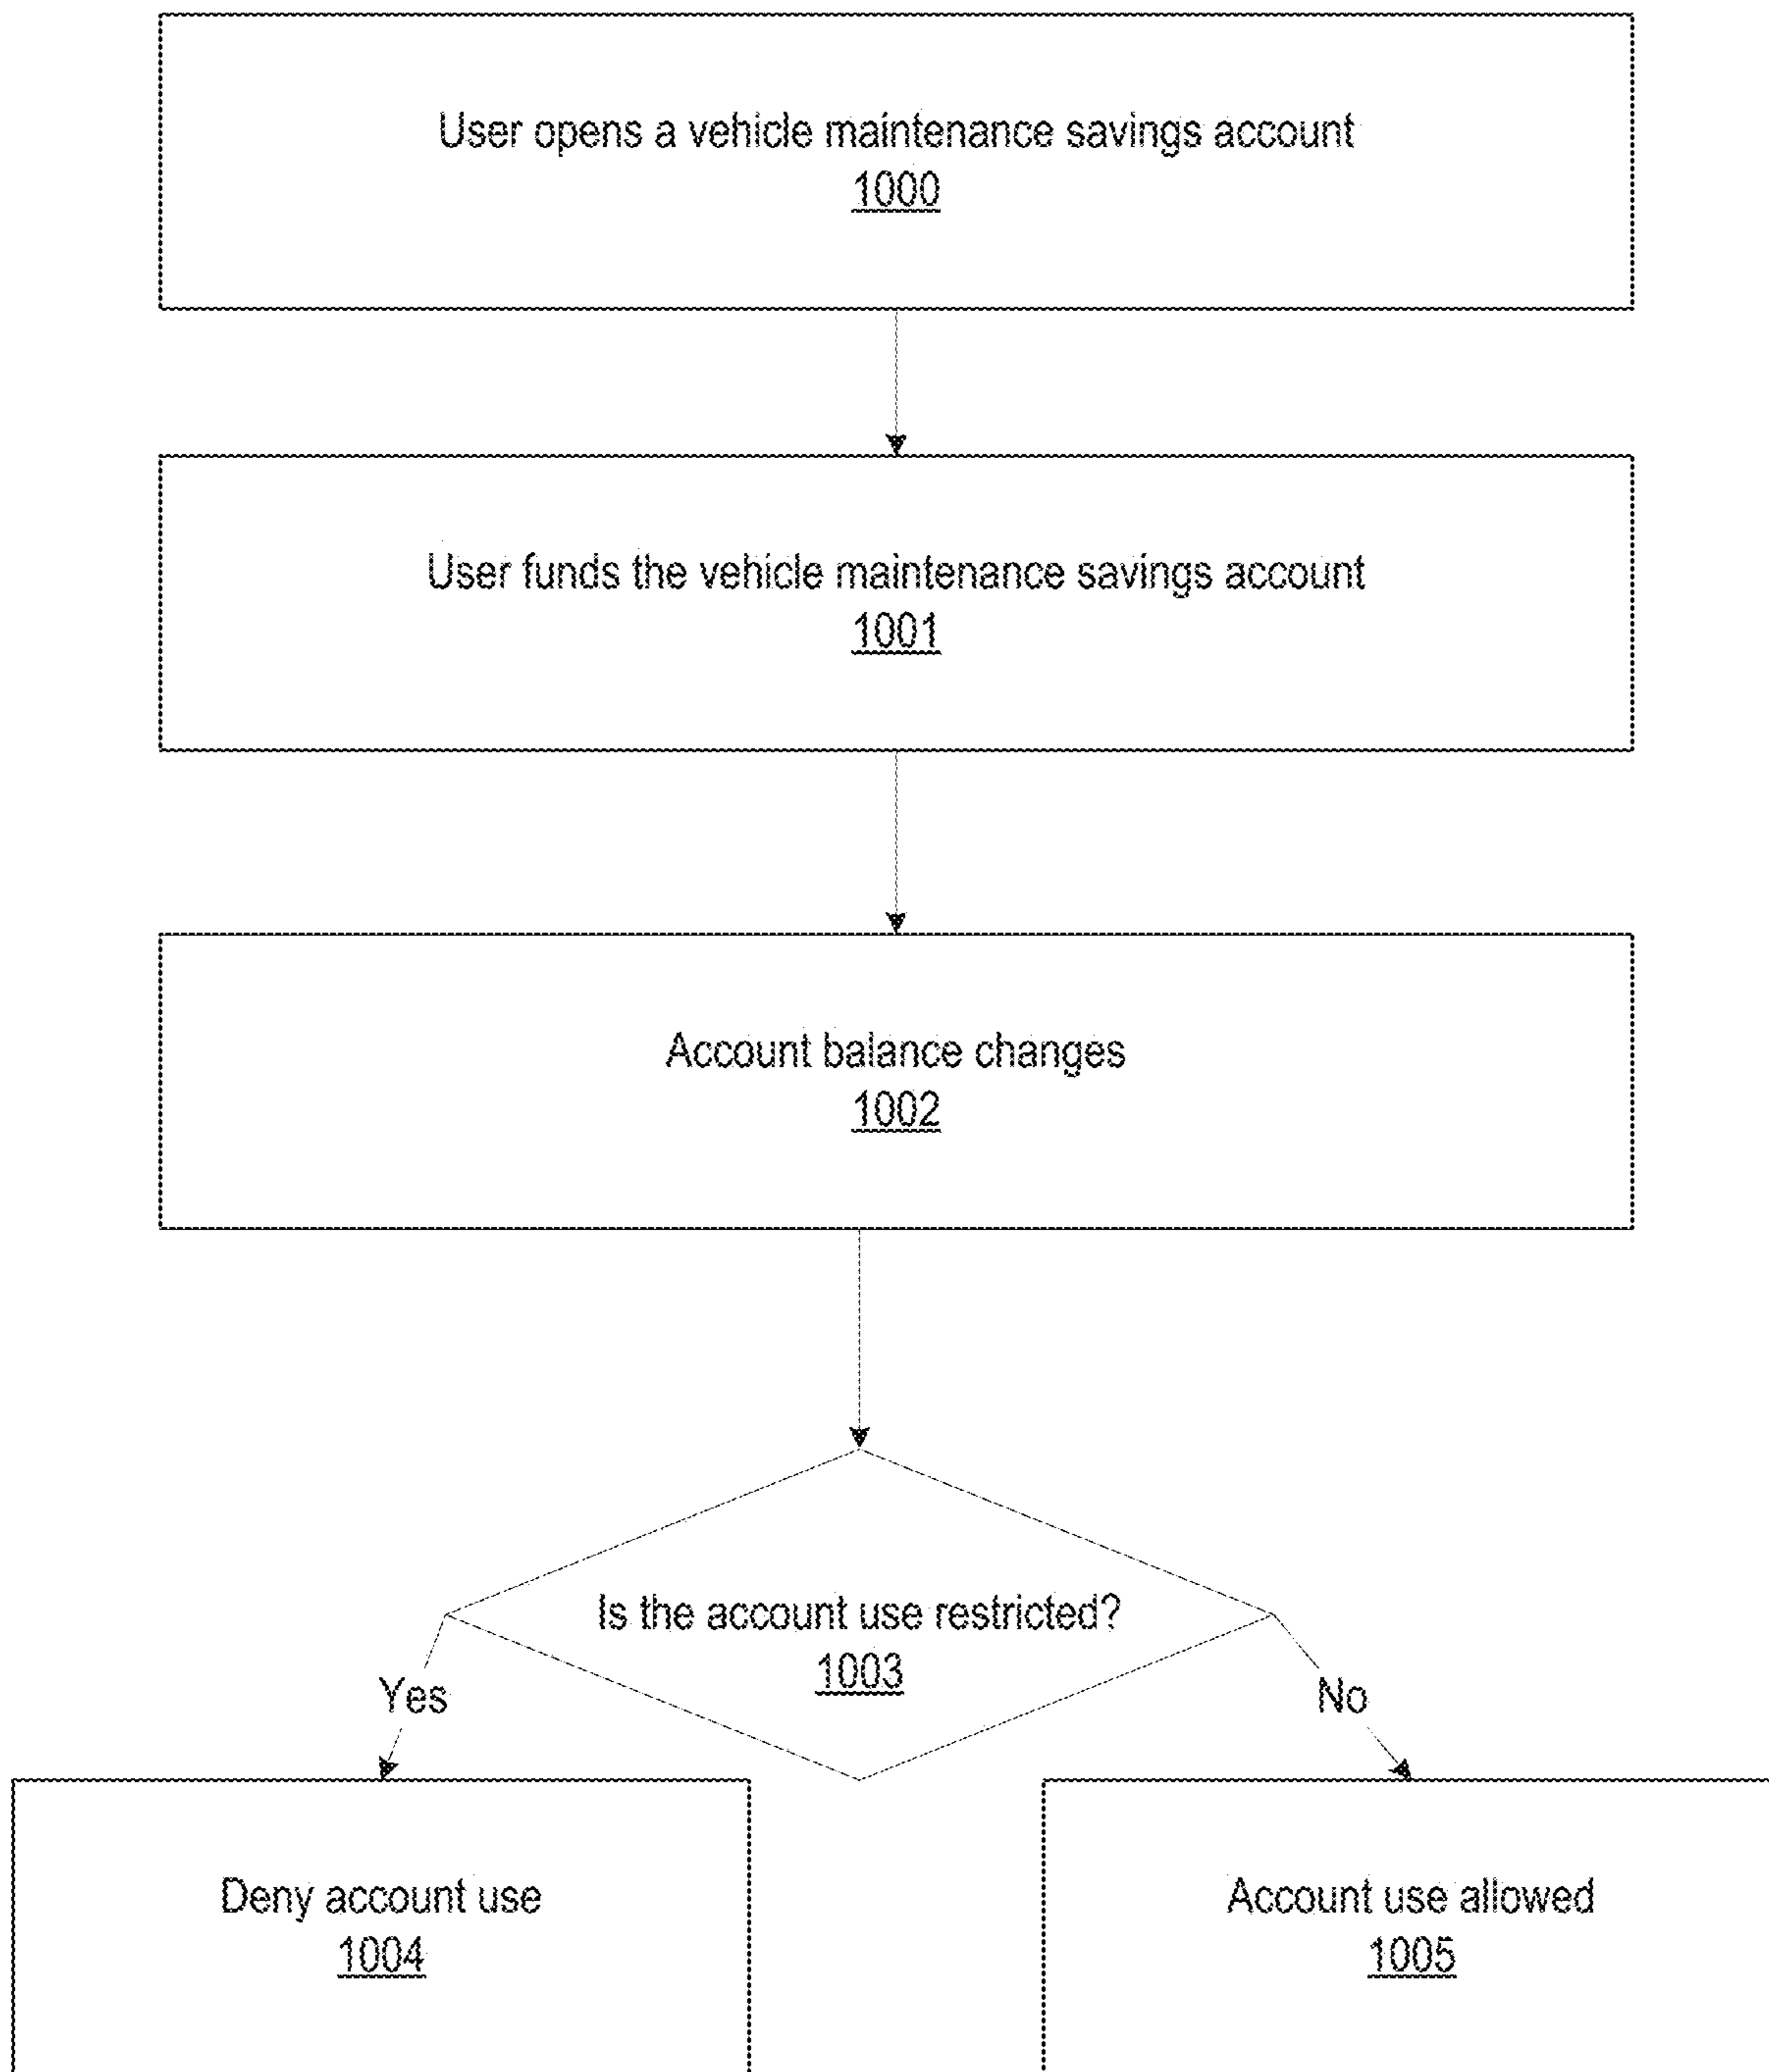 User opens a vehicle maintenance savings account
1000
User funds the vehicle maintenance savings account
1001
Account balance changes
1002
Is the account use restricted?
1003
Yes
No
Deny account use
1004
Account use allowed
1005